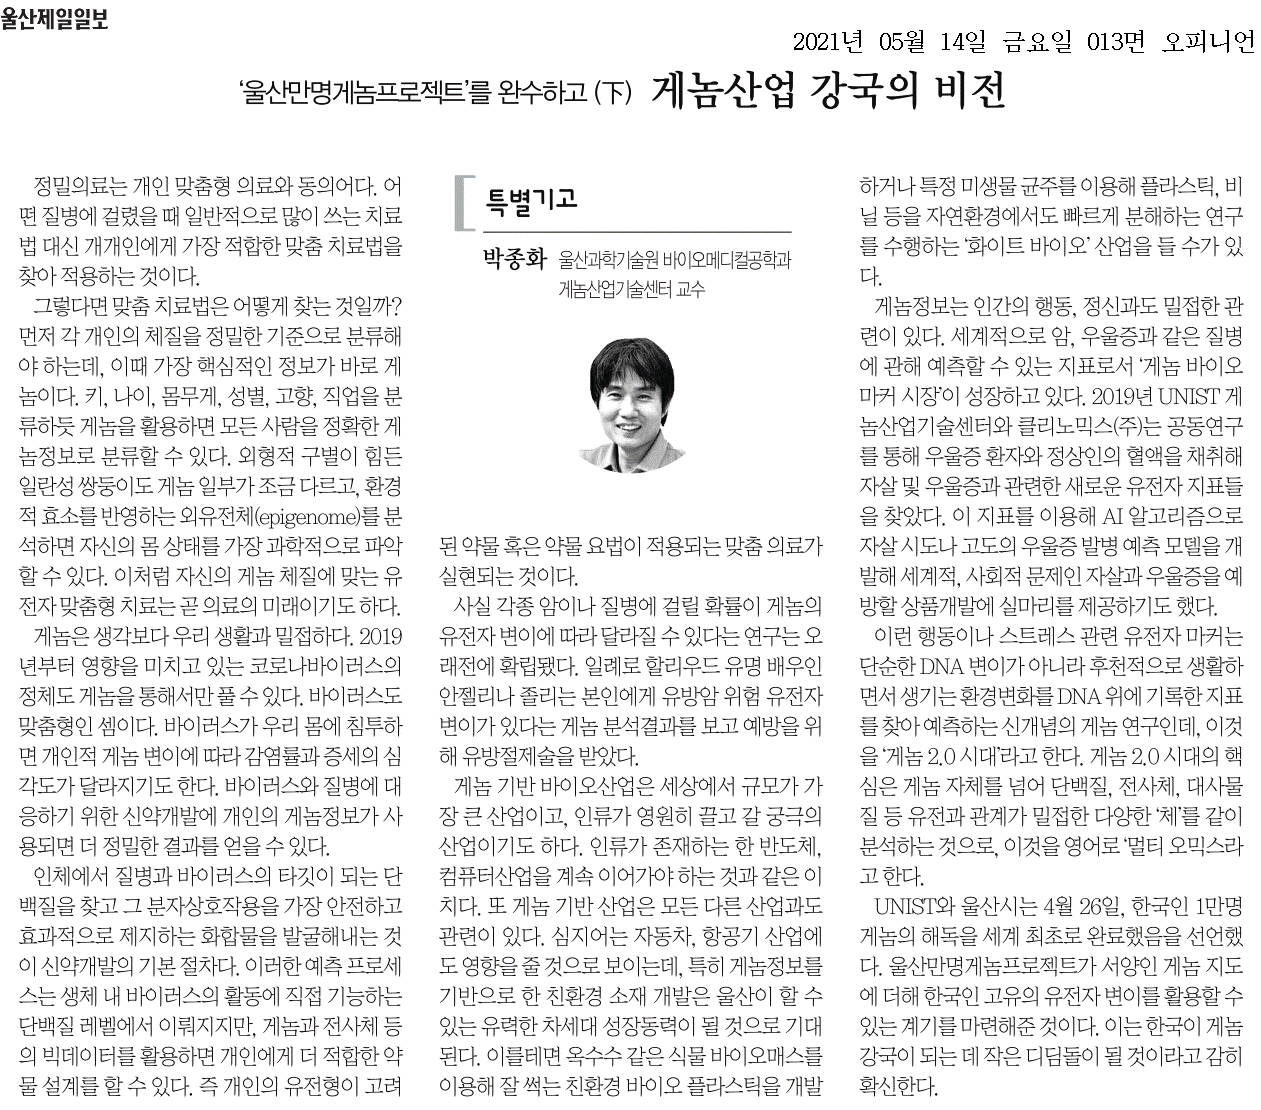 울산제일일보
2021년 05월 14일 금요일 013면 오피니언
‘울산만명게놈프로젝트’를 완수하고 (下) 게놈산업 강국의 비전
정밀의료는 개인 맞춤형 의료와 동의어다. 어
떤 질병에 걸렸을 때 일반적으로 많이 쓰는 치료
법 대신 개개인에게 가장 적합한 맞춤 치료법을
찾아 적용하는 것이다.
그렇다면 맞춤 치료법은 어떻게 찾는 것일까?
먼저 각 개인의 체질을 정밀한 기준으로 분류해
야 하는데, 이때 가장 핵심적인 정보가 바로 게
놈이다. 키, 나이, 몸무게, 성별, 고향, 직업을 분
류하듯 게놈을 활용하면 모든 사람을 정확한 게
놈정보로 분류할 수 있다. 외형적 구별이 힘든
일란성 쌍둥이도 게놈 일부가 조금 다르고, 환경
적 효소를 반영하는 외유전체(epigenome)를 분
석하면 자신의 몸 상태를 가장 과학적으로 파악
할 수 있다. 이처럼 자신의 게놈 체질에 맞는 유
전자 맞춤형 치료는 곧 의료의 미래이기도 하다.
게놈은 생각보다 우리 생활과 밀접하다. 2019
년부터 영향을 미치고 있는 코로나바이러스의
정체도 게놈을 통해서만 풀 수 있다. 바이러스도
맞춤형인 셈이다. 바이러스가 우리 몸에 침투하
면 개인적 게놈 변이에 따라 감염률과 증세의 심
각도가 달라지기도 한다. 바이러스와 질병에 대
응하기 위한 신약개발에 개인의 게놈정보가 사
용되면 더 정밀한 결과를 얻을 수 있다.
인체에서 질병과 바이러스의 타깃이 되는 단
백질을 찾고 그 분자상호작용을 가장 안전하고
효과적으로 제지하는 화합물을 발굴해내는 것
이 신약개발의 기본 절차다. 이러한 예측 프로세
스는 생체 내 바이러스의 활동에 직접 기능하는
단백질 레벨에서 이뤄지지만, 게놈과 전사체 등
의 빅데이터를 활용하면 개인에게 더 적합한 약
물 설계를 할 수 있다. 즉 개인의 유전형이 고려
특별기고
박종화 울산과학기술원 바이오메디컬공학과
게놈산업기술센터 교수
된 약물 혹은 약물 요법이 적용되는 맞춤 의료가
실현되는 것이다.
사실 각종 암이나 질병에 걸릴 확률이 게놈의
유전자 변이에 따라 달라질 수 있다는 연구는 오
래전에 확립됐다. 일례로 할리우드 유명 배우인
안젤리나 졸리는 본인에게 유방암 위험 유전자
변이가 있다는 게놈 분석결과를 보고 예방을 위
해 유방절제술을 받았다.
게놈 기반 바이오산업은 세상에서 규모가 가
장 큰 산업이고, 인류가 영원히 끌고 갈 궁극의
산업이기도 하다. 인류가 존재하는 한 반도체,
컴퓨터산업을 계속 이어가야 하는 것과 같은 이
치다. 또 게놈 기반 산업은 모든 다른 산업과도
관련이 있다. 심지어는 자동차, 항공기 산업에
도 영향을 줄 것으로 보이는데, 특히 게놈정보를
기반으로 한 친환경 소재 개발은 울산이 할 수
있는 유력한 차세대 성장동력이 될 것으로 기대
된다. 이를테면 옥수수 같은 식물 바이오매스를
이용해 잘 썩는 친환경 바이오 플라스틱을 개발
하거나 특정 미생물 균주를 이용해 플라스틱, 비
닐 등을 자연환경에서도 빠르게 분해하는 연구
를 수행하는 ‘화이트 바이오’ 산업을 들 수가 있
다.
게놈정보는 인간의 행동, 정신과도 밀접한 관
련이 있다. 세계적으로 암, 우울증과 같은 질병
에 관해 예측할 수 있는 지표로서 ‘게놈 바이오
마커 시장’이 성장하고 있다. 2019년 UNIST 게
놈산업기술센터와 클리노믹스(주)는 공동연구
를 통해 우울증 환자와 정상인의 혈액을 채취해
자살 및 우울증과 관련한 새로운 유전자 지표들
을 찾았다. 이 지표를 이용해 AI 알고리즘으로
자살 시도나 고도의 우울증 발병 예측 모델을 개
발해 세계적, 사회적 문제인 자살과 우울증을 예
방할 상품개발에 실마리를 제공하기도 했다.
이런 행동이나 스트레스 관련 유전자 마커는
단순한 DNA 변이가 아니라 후천적으로 생활하
면서 생기는 환경변화를 DNA 위에 기록한 지표
를 찾아 예측하는 신개념의 게놈 연구인데, 이것
을 ‘게놈 2.0 시대’라고 한다. 게놈 2.0 시대의 핵
심은 게놈 자체를 넘어 단백질, 전사체, 대사물
질 등 유전과 관계가 밀접한 다양한 ‘체’를 같이
분석하는 것으로, 이것을 영어로 ‘멀티 오믹스라
고 한다.
UNIST와 울산시는 4월 26일, 한국인 1만명
게놈의 해독을 세계 최초로 완료했음을 선언했
다. 울산만명게놈프로젝트가 서양인 게놈 지도
에 더해 한국인 고유의 유전자 변이를 활용할 수
있는 계기를 마련해준 것이다. 이는 한국이 게놈
강국이 되는 데 작은 디딤돌이 될 것이라고 감히
확신한다.